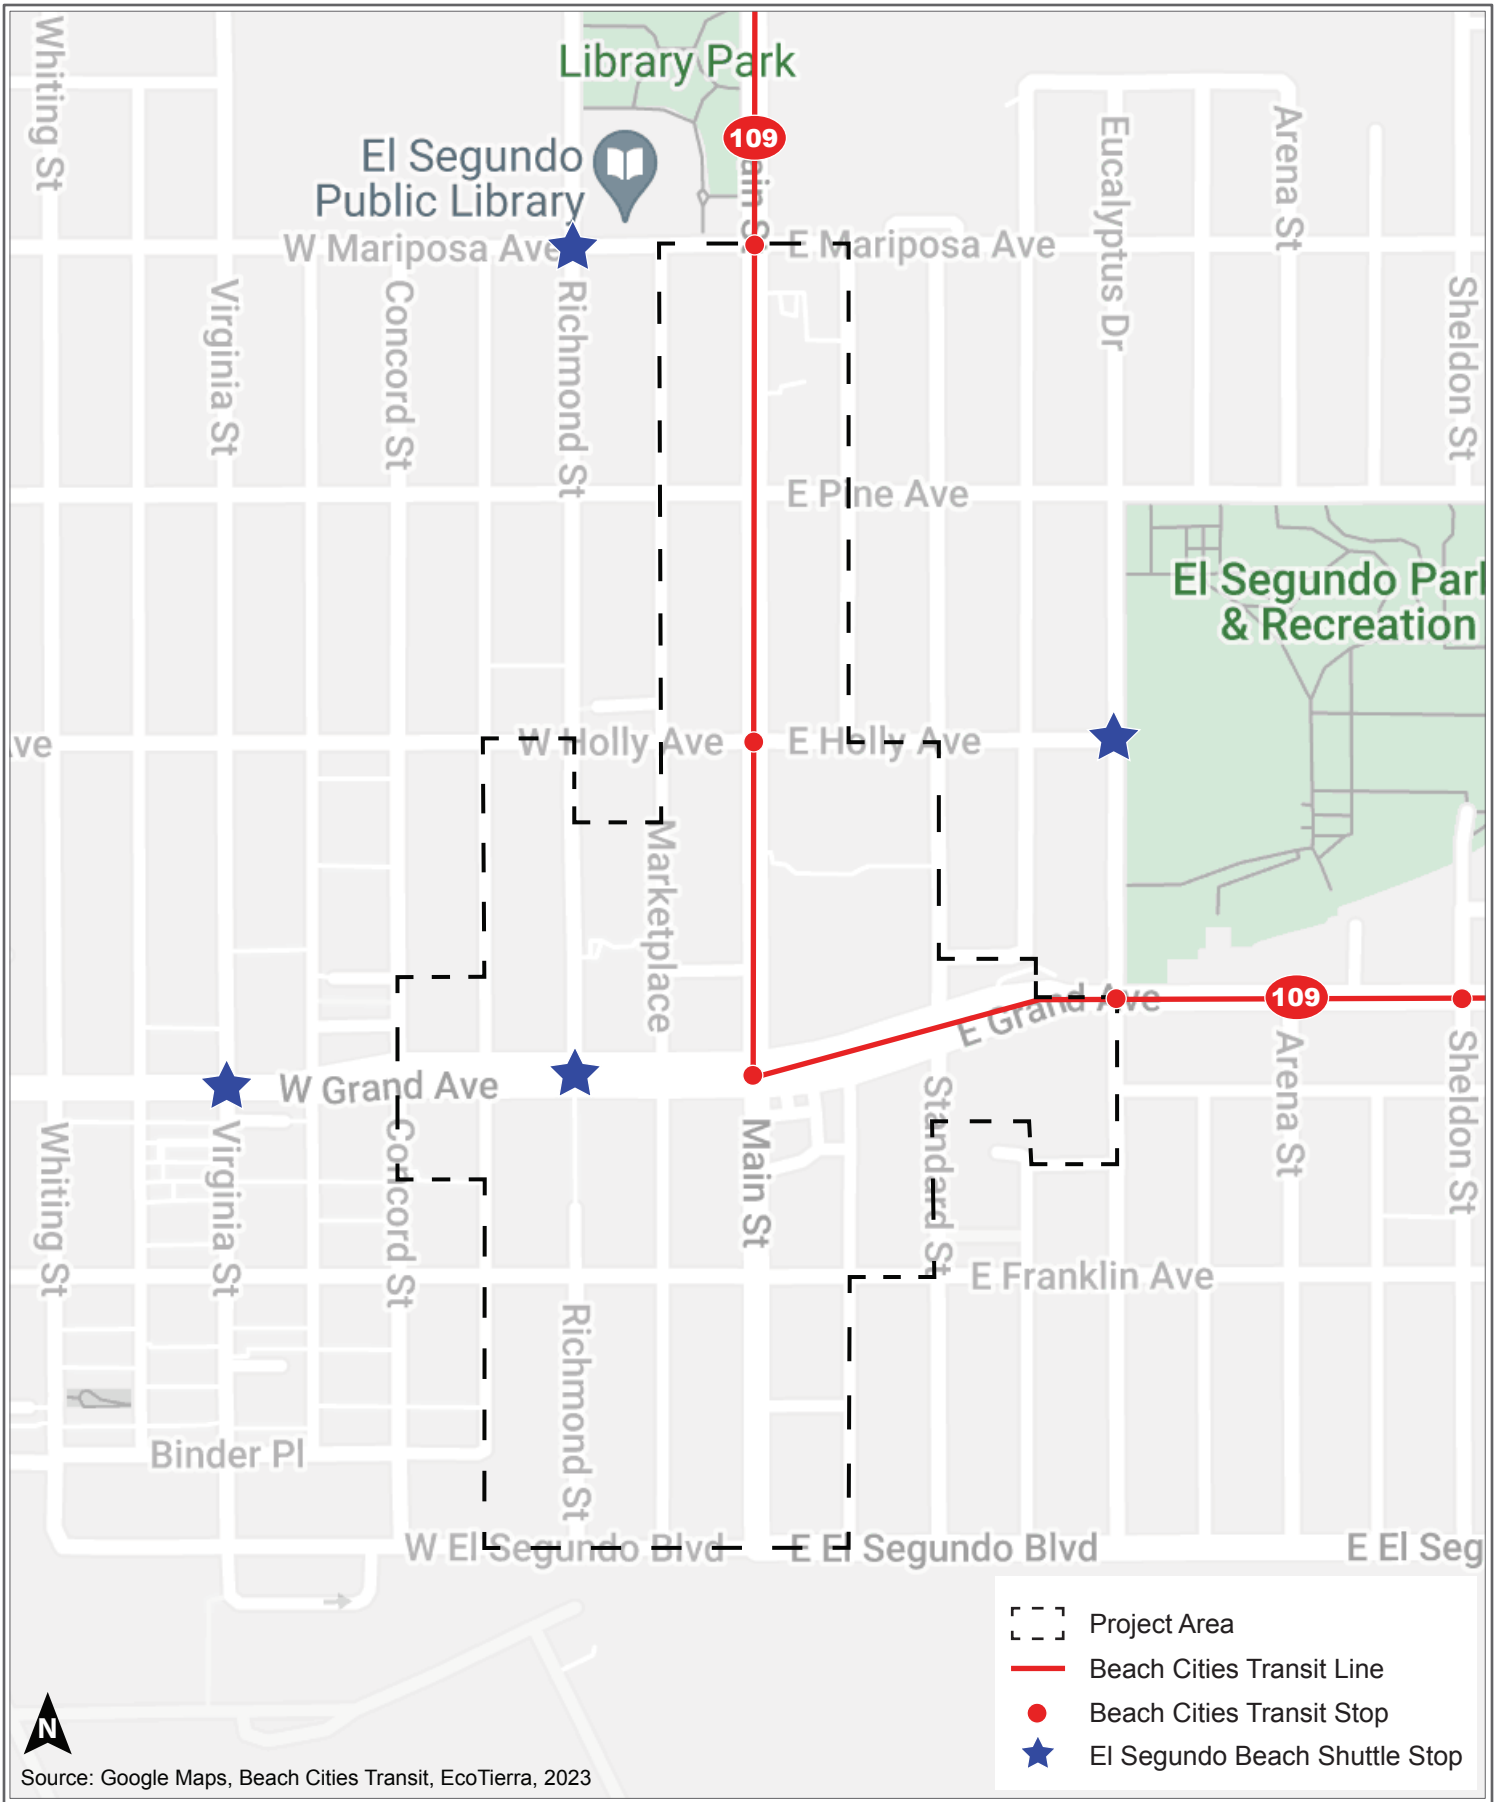 Whiting St
Library Park
109
El Segundo
Public Library
ain S
Eucalyptus Dr
Arena St
W Mariposa Ave
E Mariposa Ave
Virginia St
Concord St
Richmond St
Sheldon St
E Pine Ave
El Segundo Par
& Recreation
ve
W Holly Ave
E Holly Ave
Marketplace
E Grand Ave
109
W Grand Ave
Whiting St
Virginia St
Concord St
Main St
Standard St
Arena St
Sheldon St
E Franklin Ave
Richmond St
Binder Pl
W El Segundo Blvd
E El Segundo Blvd
E El Seg
Project Area
Beach Cities Transit Line
Beach Cities Transit Stop
El Segundo Beach Shuttle Stop
N
Source: Google Maps, Beach Cities Transit, EcoTierra, 2023